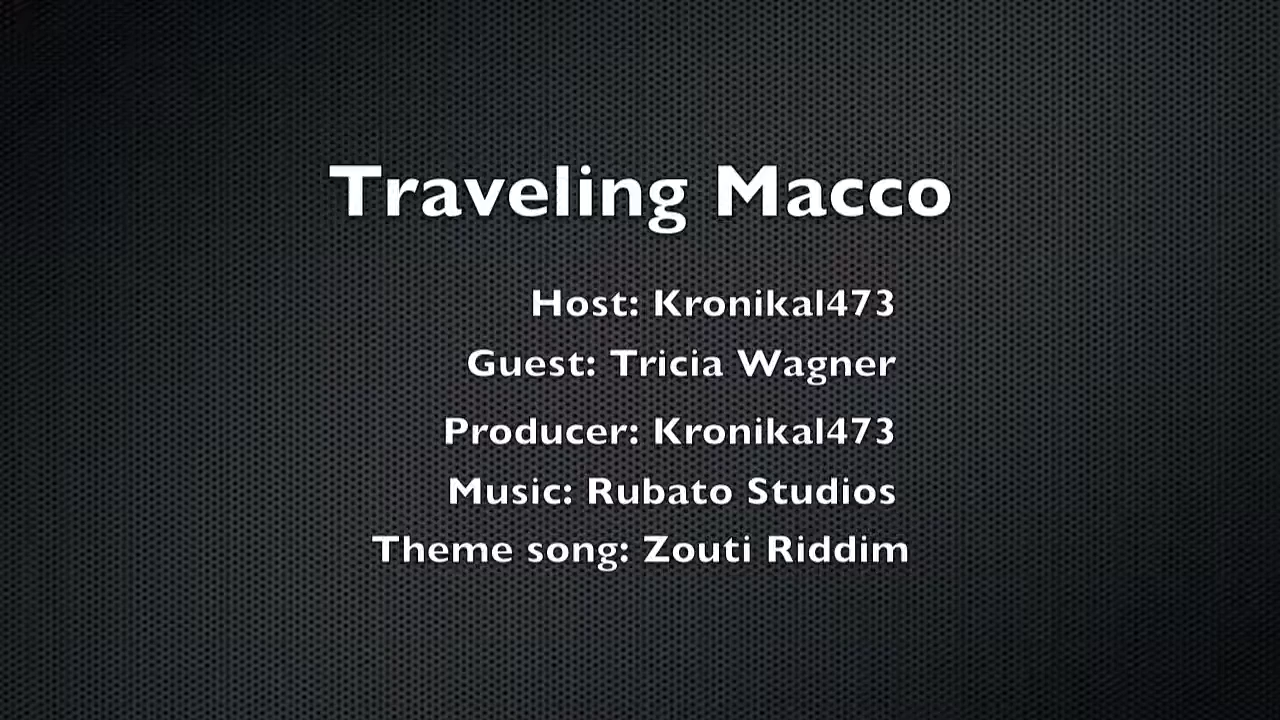 Traveling Macco
Host: Kronikal473
Guest: Tricia Wagner
Producer: Kronikal473
Music: Rubato Studios
Theme song: Zouti Riddim